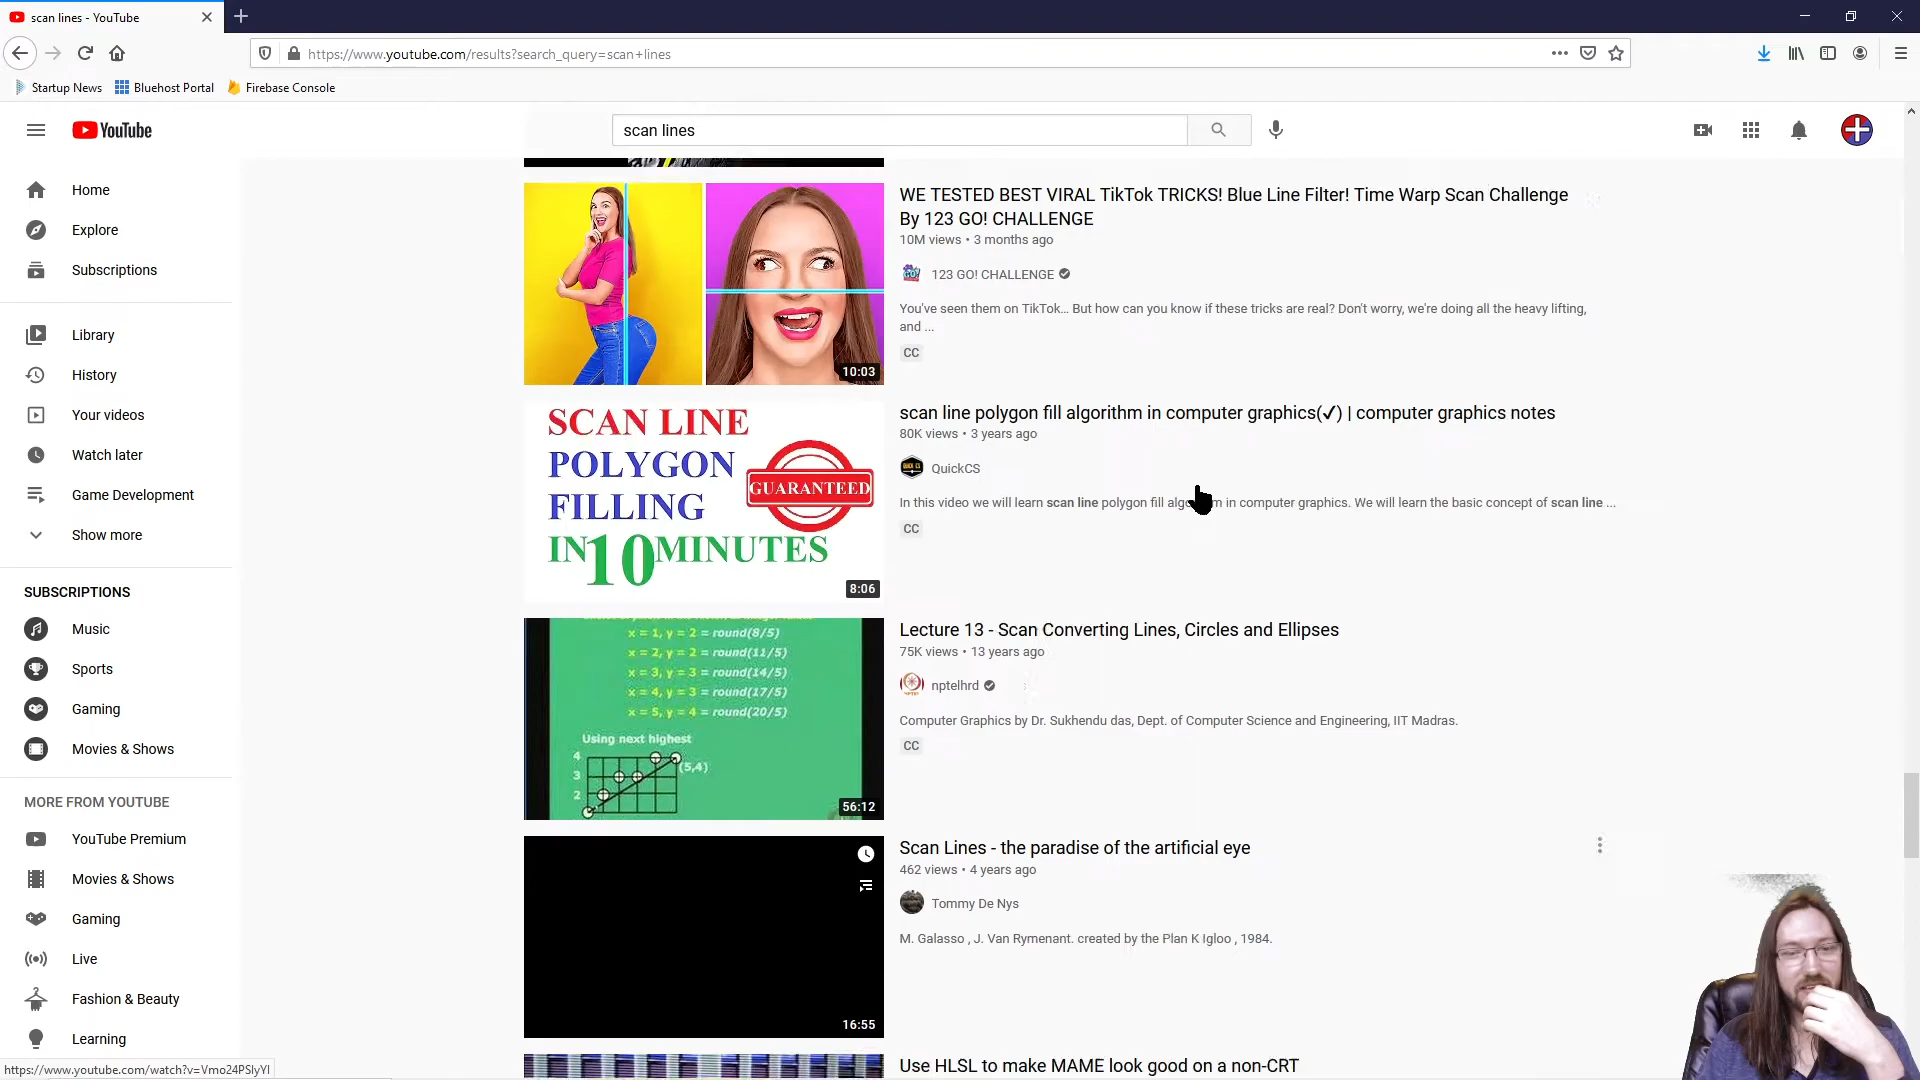 scan lines - YouTube
https://www.youtube.com/results?search_query=scan+lines
Startup News
Bluehost Portal
Firebase Console
YouTube
scan lines
Home
Explore
Subscriptions
Library
History
Your videos
Watch later
Game Development
Show more
SUBSCRIPTIONS
Music
Sports
Gaming
Movies & Shows
MORE FROM YOUTUBE
YouTube Premium
Movies & Shows
Gaming
Live
Fashion & Beauty
Learning
https://www.youtube.com/watch?v=Vmo24PSlyYI
10:03
WE TESTED BEST VIRAL TikTok TRICKS! Blue Line Filter! Time Warp Scan Challenge
By 123 GO! CHALLENGE
10M views • 3 months ago
123 GO! CHALLENGE
You've seen them on TikTok... But how can you know if these tricks are real? Don't worry, we're doing all the heavy lifting,
and ...
CC
SCAN LINE
POLYGON
FILLING
IN 10 MINUTES
GUARANTEED
8:06
scan line polygon fill algorithm in computer graphics(✓) | computer graphics notes
80K views • 3 years ago
QuickCS
In this video we will learn scan line polygon fill algo m in computer graphics. We will learn the basic concept of scan line ...
CC
x = 1, y = 2 = round(8/5)
x = 2, y = 2 = round(11/5)
x = 3, y = 3 = round(14/5)
x = 4, y = 3 = round(17/5)
x = 5, y = 4 = round(20/5)
Using next highest
4
(5,4)
3
2
56:12
Lecture 13 - Scan Converting Lines, Circles and Ellipses
75K views • 13 years ago
nptelhrd
Computer Graphics by Dr. Sukhendu das, Dept. of Computer Science and Engineering, IIT Madras.
CC
16:55
Scan Lines - the paradise of the artificial eye
462 views • 4 years ago
Tommy De Nys
M. Galasso , J. Van Rymenant. created by the Plan K Igloo , 1984.
Use HLSL to make MAME look good on a non-CRT